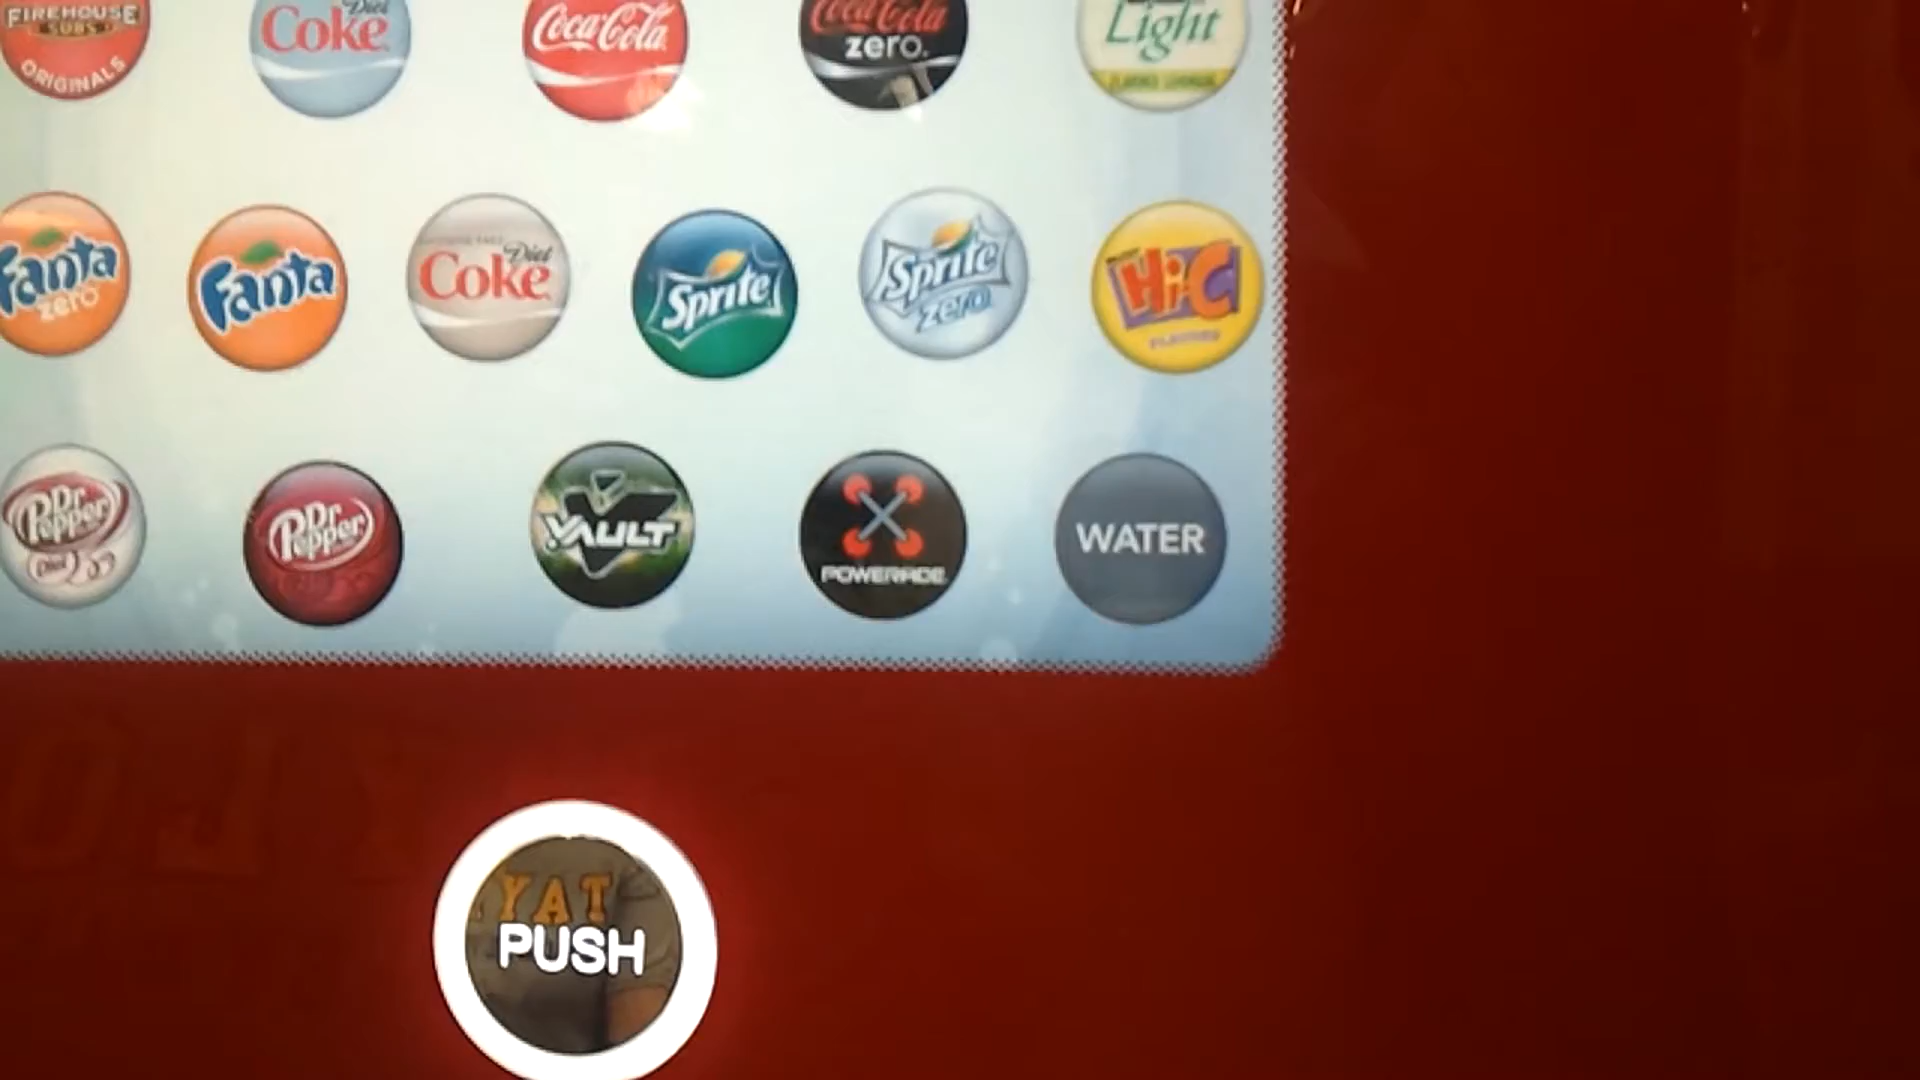 FIREHOUSE
SUBS
ORIGINALS
Diet
Coke
Coca-Cola
Coca-Cola
zero.
Light
Fanta
zero
Fanta
Diet
Coke
Sprite
Sprite
zero
Hi-C
FLAVORS
Dr
Pepper
Diet
Dr
Pepper
VAULT
POWERADE
WATER
YAT
PUSH